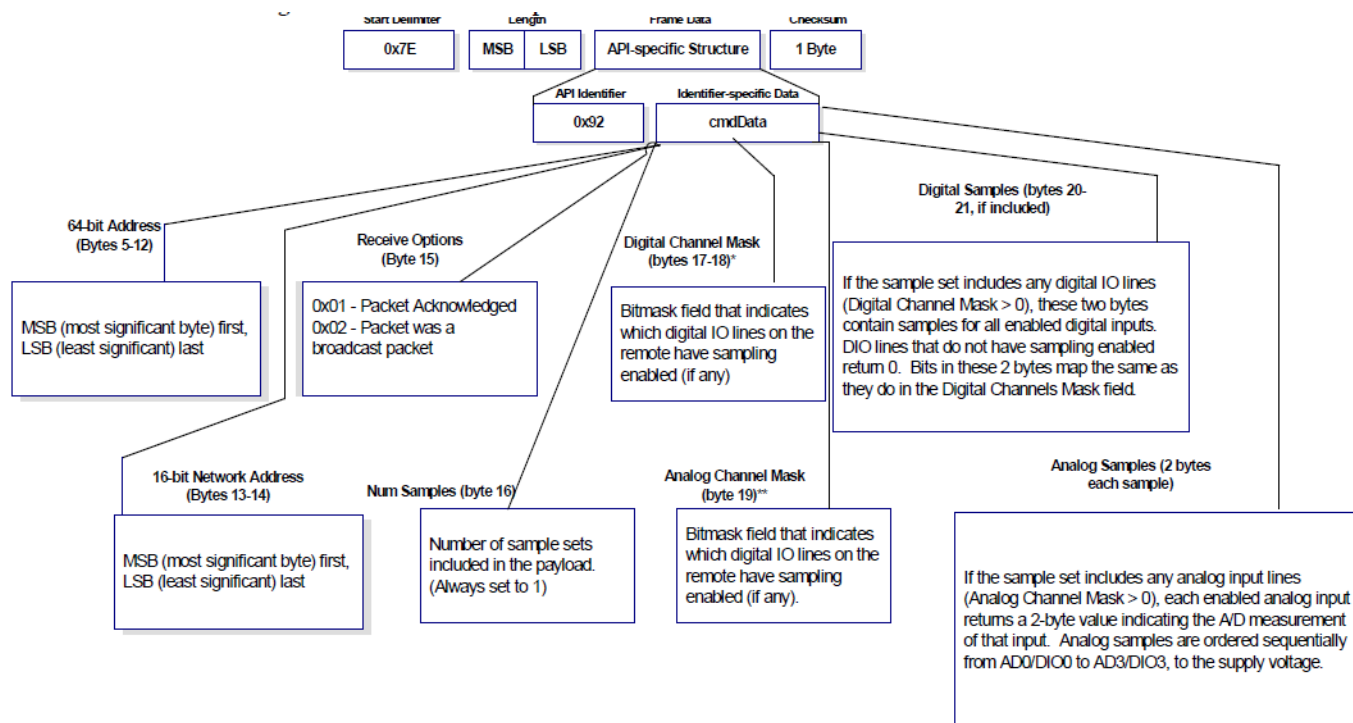 Start Delimiter Length Frame Data Checksum
0x7E MSB LSB API-specific Structure 1 Byte
API Identifier Identifier-specific Data
0x92 cmdData
64-bit Address
(Bytes 5-12)
MSB (most significant byte) first,
LSB (least significant) last
Receive Options
(Byte 15)
0x01 - Packet Acknowledged
0x02 - Packet was a
broadcast packet
Digital Channel Mask
(bytes 17-18)*
Bitmask field that indicates
which digital IO lines on the
remote have sampling
enabled (if any)
Digital Samples (bytes 20-
21, if included)
If the sample set includes any digital IO lines
(Digital Channel Mask > 0), these two bytes
contain samples for all enabled digital inputs.
DIO lines that do not have sampling enabled
return 0. Bits in these 2 bytes map the same as
they do in the Digital Channels Mask field.
16-bit Network Address
(Bytes 13-14)
MSB (most significant byte) first,
LSB (least significant) last
Num Samples (byte 16)
Number of sample sets
included in the payload.
(Always set to 1)
Analog Channel Mask
(byte 19)**
Bitmask field that indicates
which digital IO lines on the
remote have sampling
enabled (if any).
Analog Samples (2 bytes
each sample)
If the sample set includes any analog input lines
(Analog Channel Mask > 0), each enabled analog input
returns a 2-byte value indicating the A/D measurement
of that input. Analog samples are ordered sequentially
from AD0/DIO0 to AD3/DIO3, to the supply voltage.